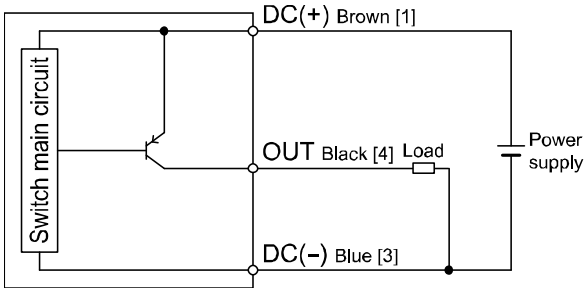 DC(+) Brown [1]
Switch main circuit
OUT Black [4] Load
Power
supply
DC(−) Blue [3]